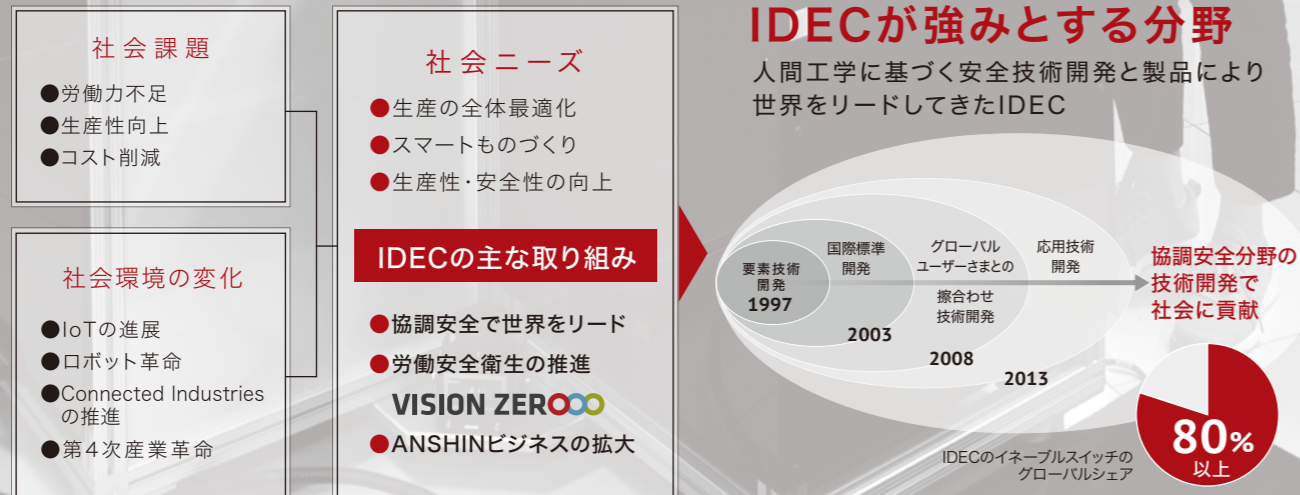 社会課題
●労働力不足
●生産性向上
●コスト削減
社会環境の変化
●IoTの進展
●ロボット革命
●Connected Industries
の推進
●第4次産業革命
社会ニーズ
●生産の全体最適化
●スマートものづくり
●生産性・安全性の向上
IDECの主な取り組み
●協調安全で世界をリード
●労働安全衛生の推進
VISION ZEROOO
●ANSHINビジネスの拡大
IDECが強みとする分野
人間工学に基づく安全技術開発と製品により
世界をリードしてきたIDEC
要素技術
開発
1997
国際標準
開発
2003
グローバル
ユーザーさまとの
擦合わせ
技術開発
2008
応用技術
開発
2013
協調安全分野の
技術開発で
社会に貢献
80%
以上
IDECのイネーブルスイッチの
グローバルシェア